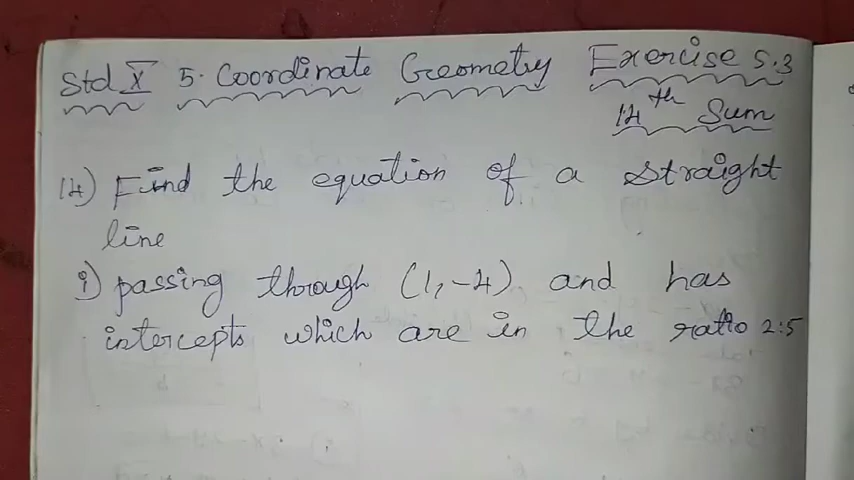 Std X 5. Coordinate Geometry Exercise 5.3
14th Sum
14) Find the equation of a straight
line
i) passing through (1, -4) and has
intercepts which are in the ratio 2:5